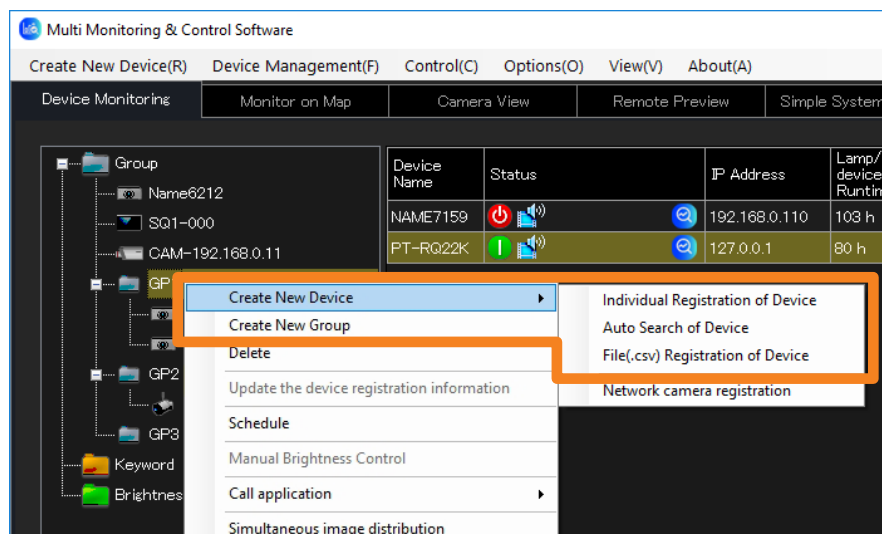 Multi Monitoring & Control Software
Create New Device(R) Device Management(F) Control(C) Options(O) View(V) About(A)
Device Monitoring Monitor on Map Camera View Remote Preview Simple System
Group
Name6212
SQ1-000
CAM-192.168.0.11
GP
GP2
GP3
Keyword
Brightnes
Device Name Status IP Address Lamp/ device Runtim
NAME7159 192.168.0.110 103 h
PT-RQ22K 127.0.0.1 80 h
Create New Device
Create New Group
Delete
Update the device registration information
Schedule
Manual Brightness Control
Call application
Simultaneous image distribution
Individual Registration of Device
Auto Search of Device
File(.csv) Registration of Device
Network camera registration